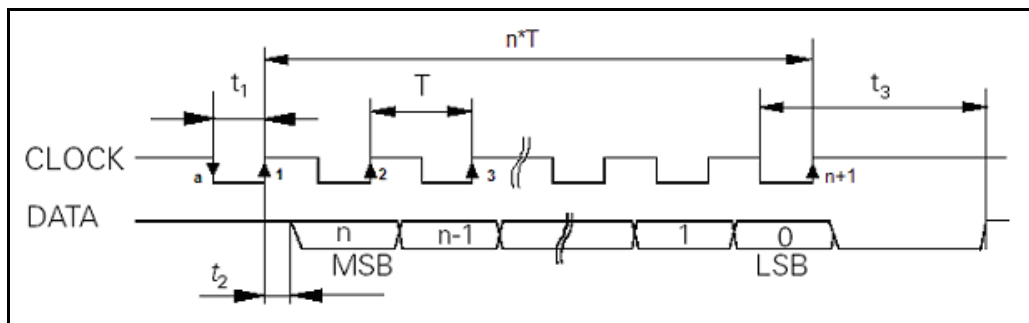 n*T
t1 T t3
CLOCK a 1 2 3 n+1
DATA n n-1 1 0
MSB LSB
t2